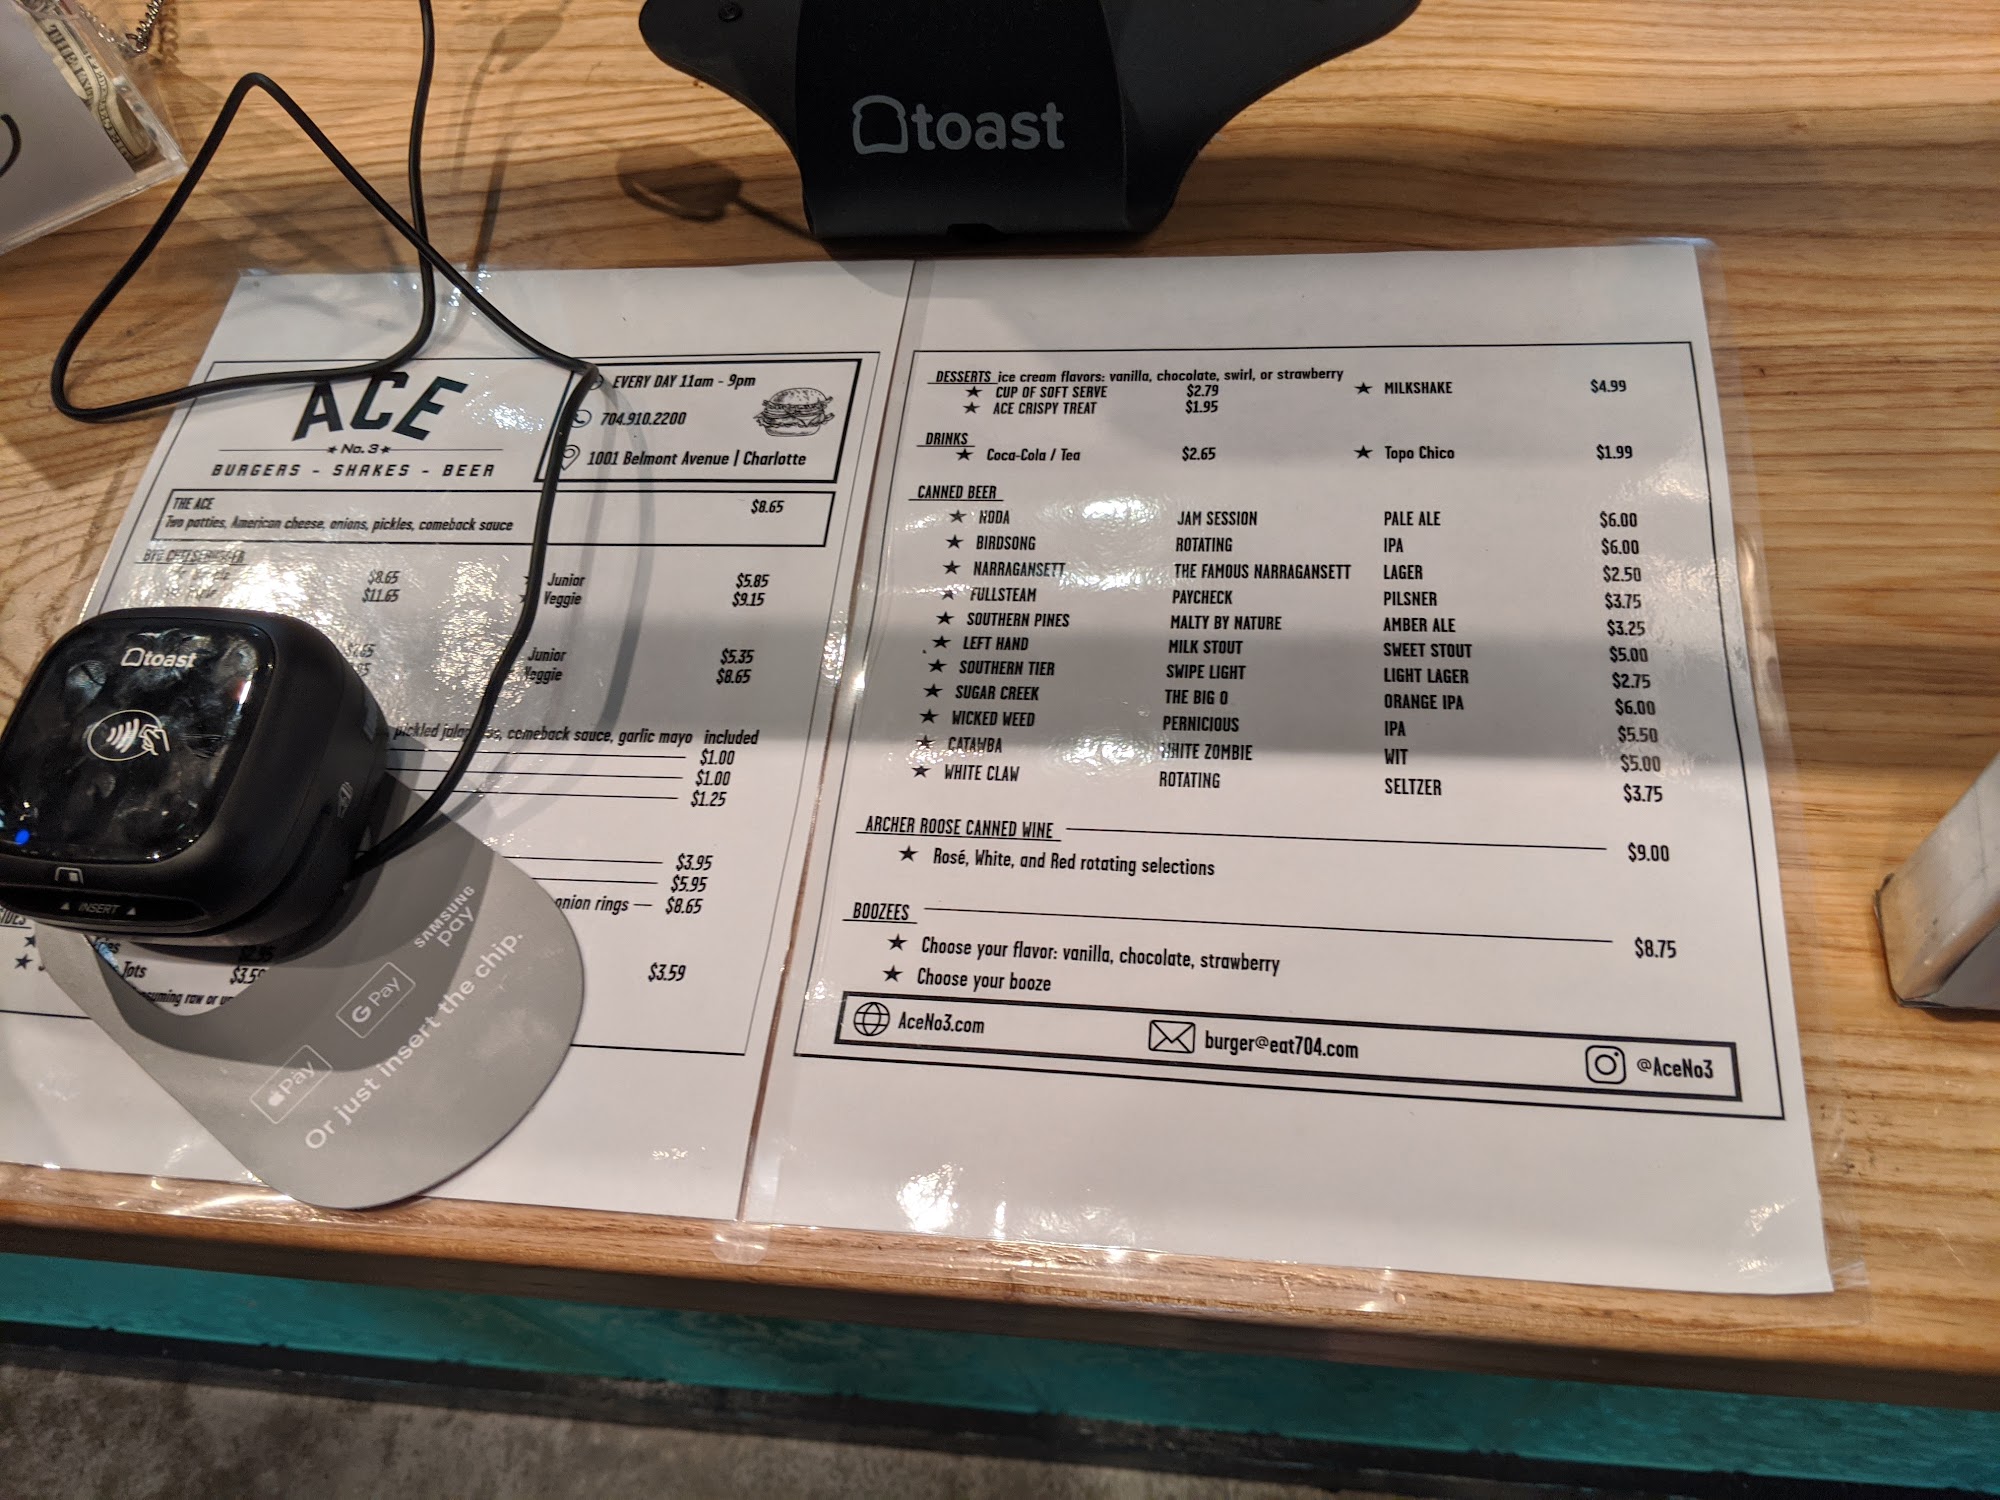 toast
ACE
No. 3
BURGERS - SHAKES - BEER
EVERY DAY 11am - 9pm
704.910.2200
1001 Belmont Avenue | Charlotte
THE ACE $8.65
Two patties, American cheese, onions, pickles, comeback sauce
$8.65 Junior $5.85
$11.65 Veggie $9.15
Junior $5.35
Veggie $8.65
comeback sauce, garlic mayo included
$1.00
$1.00
$1.25
$3.95
$5.95
onion rings — $8.65
Tots $3.59
$3.59
raw or
toast
INSERT
SAMSUNG
pay
G Pay
Pay
Or just insert the chip.
DESSERTS ice cream flavors: vanilla, chocolate, swirl, or strawberry
★ CUP OF SOFT SERVE $2.79 ★ MILKSHAKE $4.99
★ ACE CRISPY TREAT $1.95
DRINKS
★ Coca-Cola / Tea $2.65 ★ Topo Chico $1.99
CANNED BEER
★ NODA JAM SESSION PALE ALE $6.00
★ BIRDSONG ROTATING IPA $6.00
★ NARRAGANSETT THE FAMOUS NARRAGANSETT LAGER $2.50
★ FULLSTEAM PAYCHECK PILSNER $3.75
★ SOUTHERN PINES MALTY BY NATURE AMBER ALE $3.25
★ LEFT HAND MILK STOUT SWEET STOUT $5.00
★ SOUTHERN TIER SWIPE LIGHT LIGHT LAGER $2.75
★ SUGAR CREEK THE BIG O ORANGE IPA $6.00
★ WICKED WEED PERNICIOUS IPA $5.50
★ CATAWBA WHITE ZOMBIE WIT $5.00
★ WHITE CLAW ROTATING SELTZER $3.75
ARCHER ROOSE CANNED WINE $9.00
★ Rosé, White, and Red rotating selections
BOOZEES $8.75
★ Choose your flavor: vanilla, chocolate, strawberry
★ Choose your booze
AceNo3.com burger@eat704.com @AceNo3